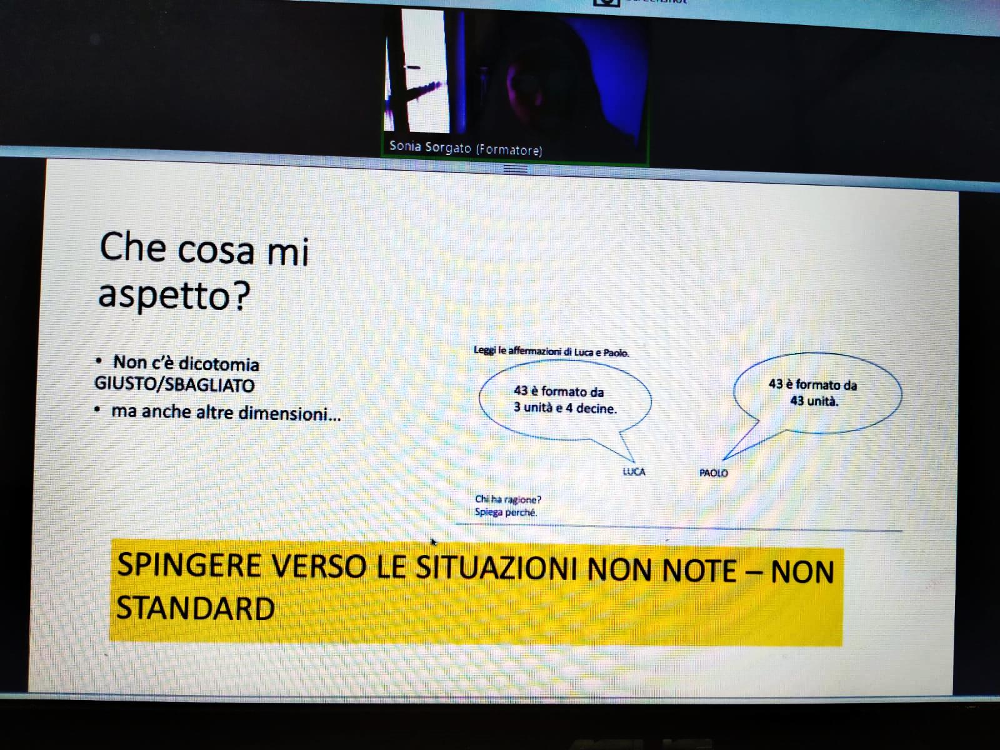 Sonia Sorgato (Formatore)
Che cosa mi
aspetto?
• Non c'è dicotomia
GIUSTO/SBAGLIATO
• ma anche altre dimensioni...
Leggi le affermazioni di Luca e Paolo.
43 è formato da
3 unità e 4 decine.
LUCA
43 è formato da
43 unità.
PAOLO
Chi ha ragione?
Spiega perché.
SPINGERE VERSO LE SITUAZIONI NON NOTE – NON
STANDARD